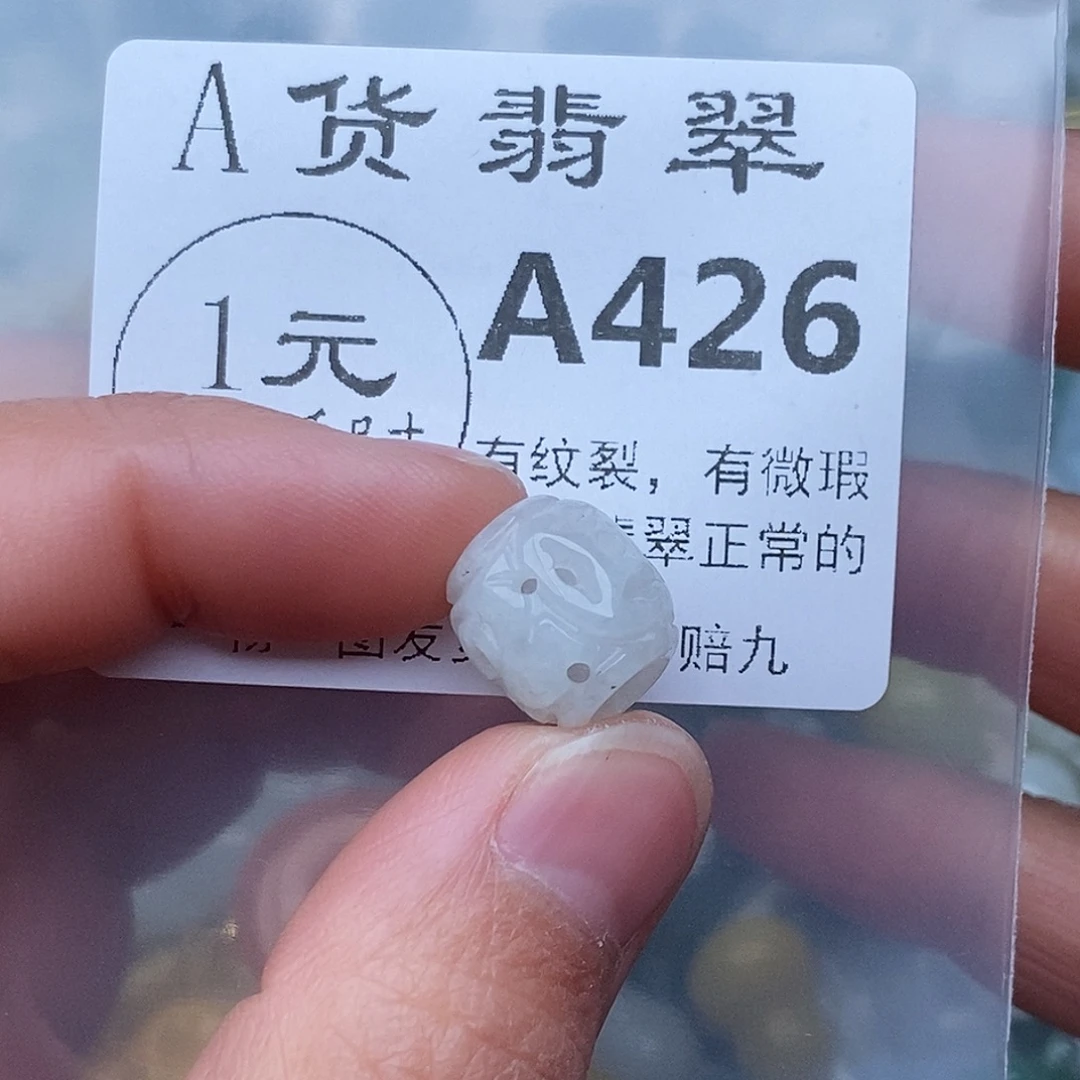 A货翡翠
1元
A426
有纹裂，有微瑕
翠正常的
赔九